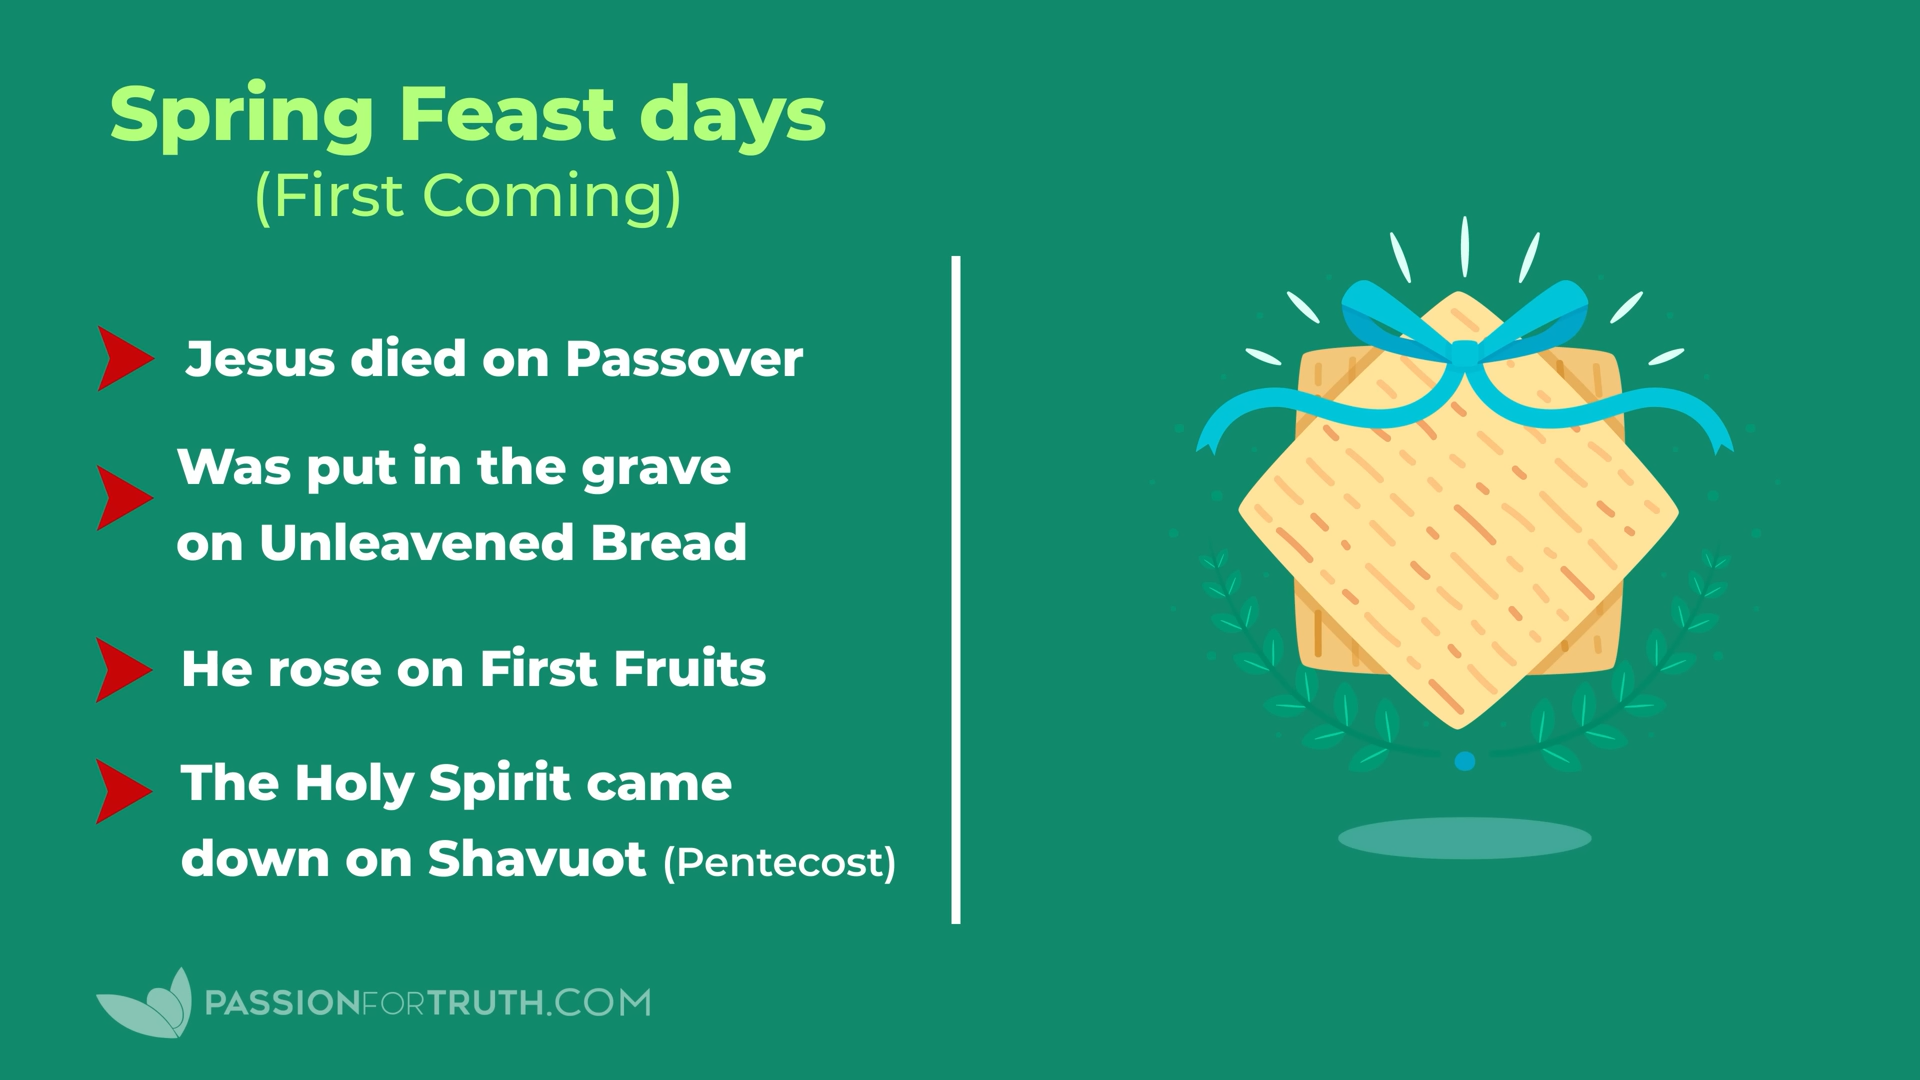 Spring Feast days
(First Coming)
Jesus died on Passover
Was put in the grave
on Unleavened Bread
He rose on First Fruits
The Holy Spirit came
down on Shavuot (Pentecost)
PASSIONFORTRUTH.COM